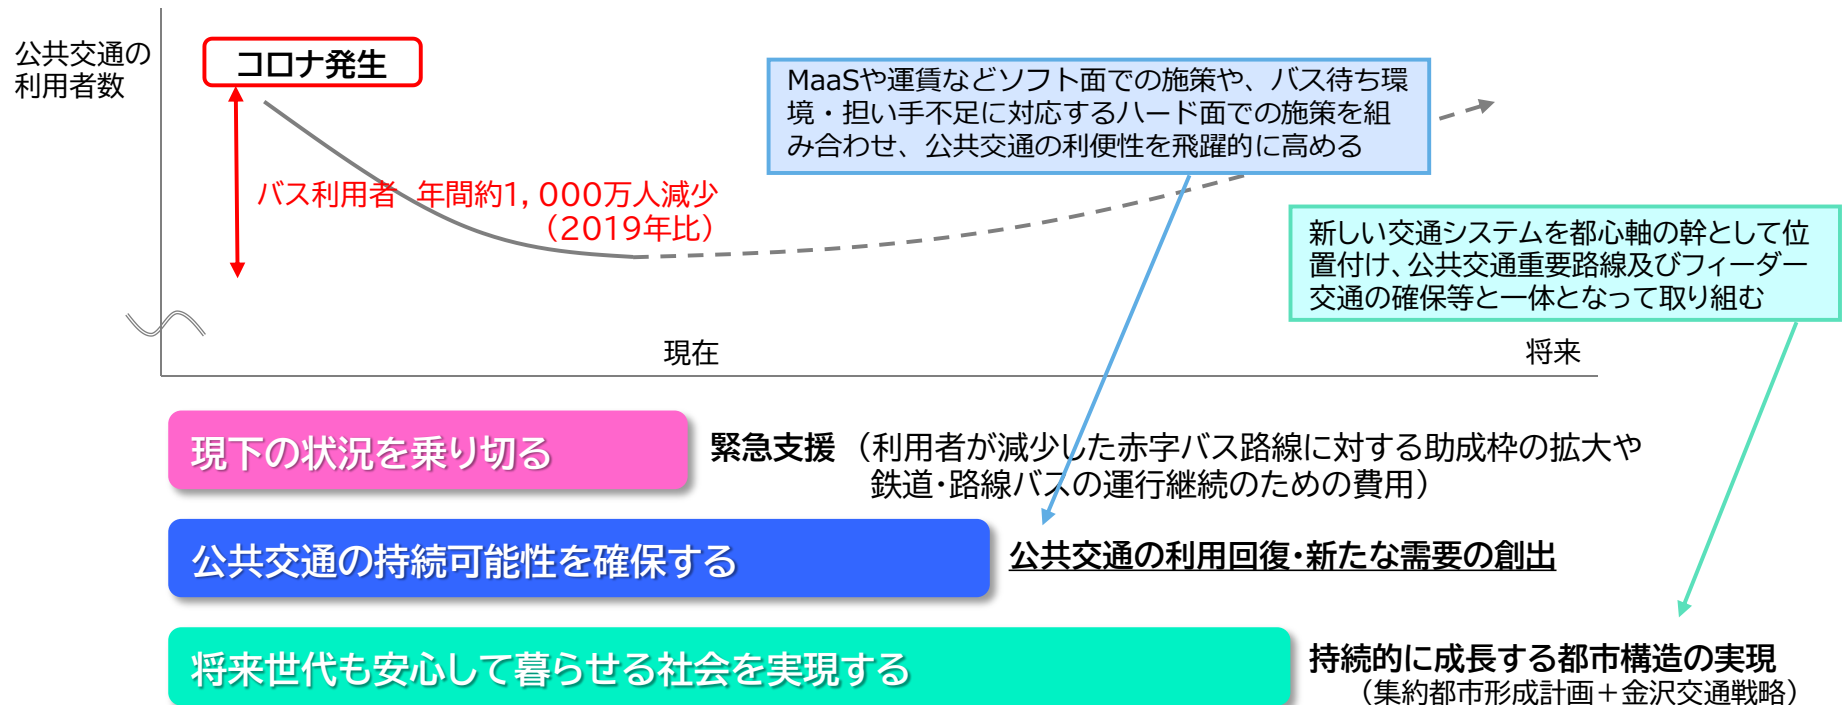 公共交通の
利用者数
コロナ発生
バス利用者 年間約1,000万人減少
(2019年比)
MaaSや運賃などソフト面での施策や、バス待ち環
境・担い手不足に対応するハード面での施策を組
み合わせ、公共交通の利便性を飛躍的に高める
新しい交通システムを都心軸の幹として位
置付け、公共交通重要路線及びフィーダー
交通の確保等と一体となって取り組む
現在
将来
現下の状況を乗り切る
緊急支援(利用者が減少した赤字バス路線に対する助成枠の拡大や
鉄道・路線バスの運行継続のための費用)
公共交通の持続可能性を確保する
公共交通の利用回復・新たな需要の創出
将来世代も安心して暮らせる社会を実現する
持続的に成長する都市構造の実現
(集約都市形成計画+金沢交通戦略)